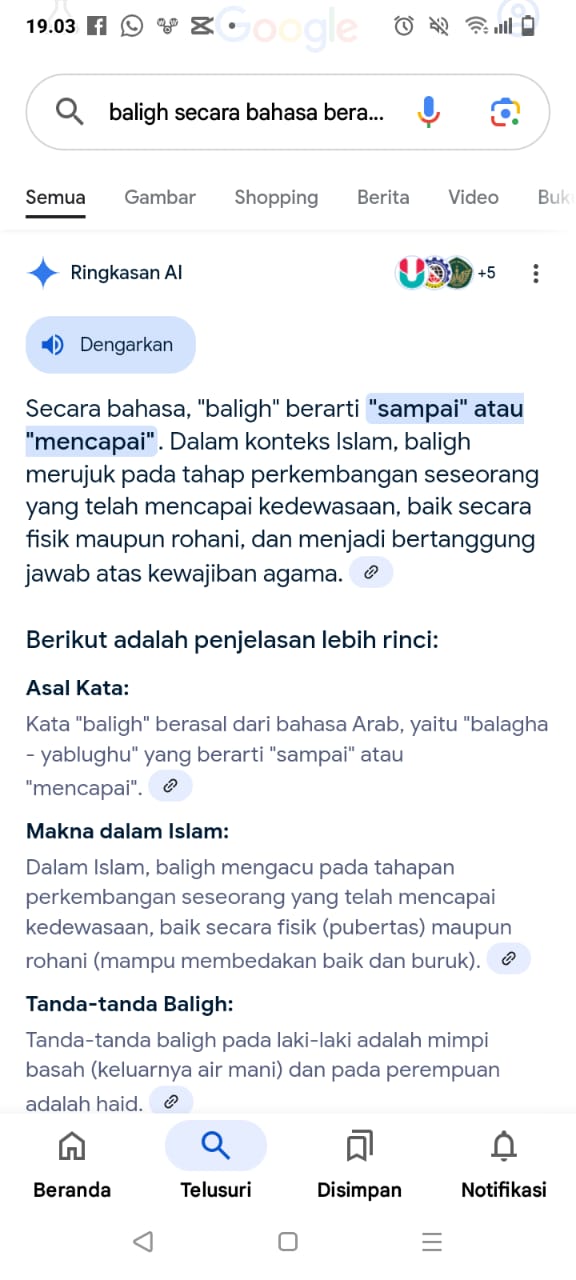 19.03
Google
baligh secara bahasa bera...
Semua Gambar Shopping Berita Video Buk
Ringkasan AI +5
Dengarkan
Secara bahasa, "baligh" berarti "sampai" atau
"mencapai". Dalam konteks Islam, baligh
merujuk pada tahap perkembangan seseorang
yang telah mencapai kedewasaan, baik secara
fisik maupun rohani, dan menjadi bertanggung
jawab atas kewajiban agama.
Berikut adalah penjelasan lebih rinci:
Asal Kata:
Kata "baligh" berasal dari bahasa Arab, yaitu "balagha
- yablughu" yang berarti "sampai" atau
"mencapai".
Makna dalam Islam:
Dalam Islam, baligh mengacu pada tahapan
perkembangan seseorang yang telah mencapai
kedewasaan, baik secara fisik (pubertas) maupun
rohani (mampu membedakan baik dan buruk).
Tanda-tanda Baligh:
Tanda-tanda baligh pada laki-laki adalah mimpi
basah (keluarnya air mani) dan pada perempuan
adalah haid.
Beranda Telusuri Disimpan Notifikasi